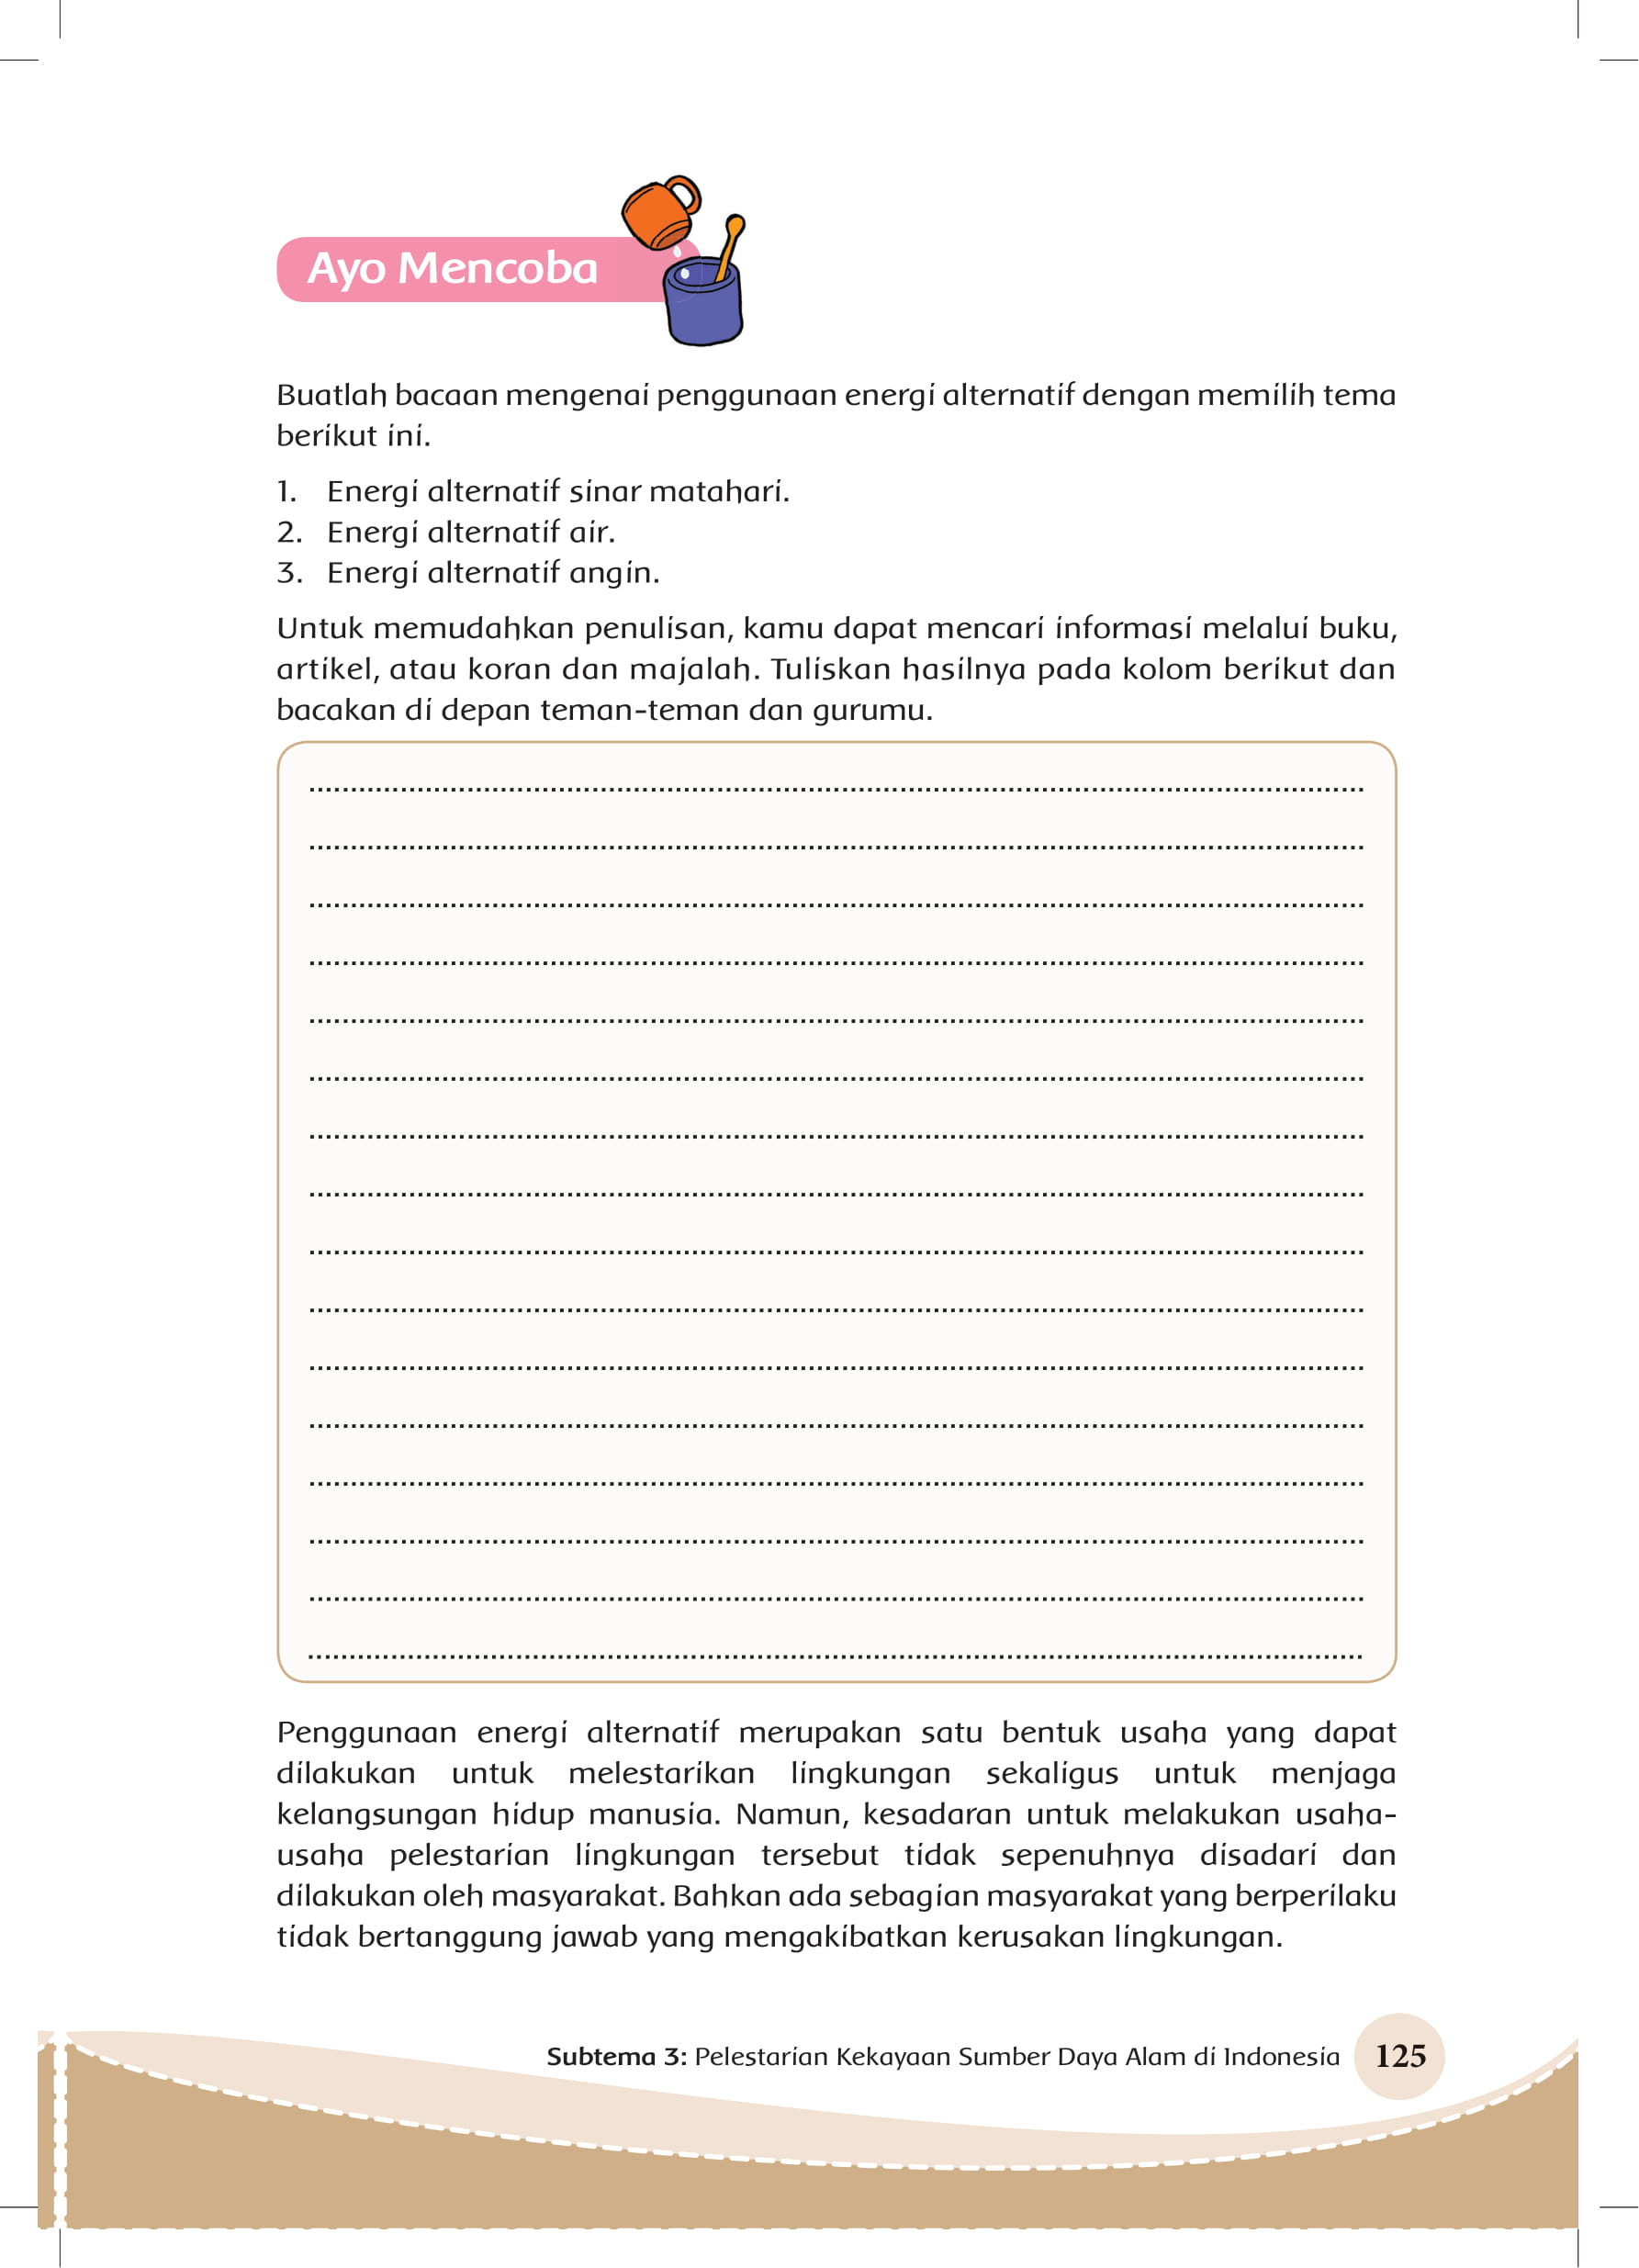 Ayo Mencoba
Buatlah bacaan mengenai penggunaan energi alternatif dengan memilih tema
berikut ini.
1. Energi alternatif sinar matahari.
2. Energi alternatif air.
3. Energi alternatif angin.
Untuk memudahkan penulisan, kamu dapat mencari informasi melalui buku,
artikel, atau koran dan majalah. Tuliskan hasilnya pada kolom berikut dan
bacakan di depan teman-teman dan gurumu.
Penggunaan energi alternatif merupakan satu bentuk usaha yang dapat
dilakukan untuk melestarikan lingkungan sekaligus untuk menjaga
kelangsungan hidup manusia. Namun, kesadaran untuk melakukan usaha-
usaha pelestarian lingkungan tersebut tidak sepenuhnya disadari dan
dilakukan oleh masyarakat. Bahkan ada sebagian masyarakat yang berperilaku
tidak bertanggung jawab yang mengakibatkan kerusakan lingkungan.
Subtema 3: Pelestarian Kekayaan Sumber Daya Alam di Indonesia 125